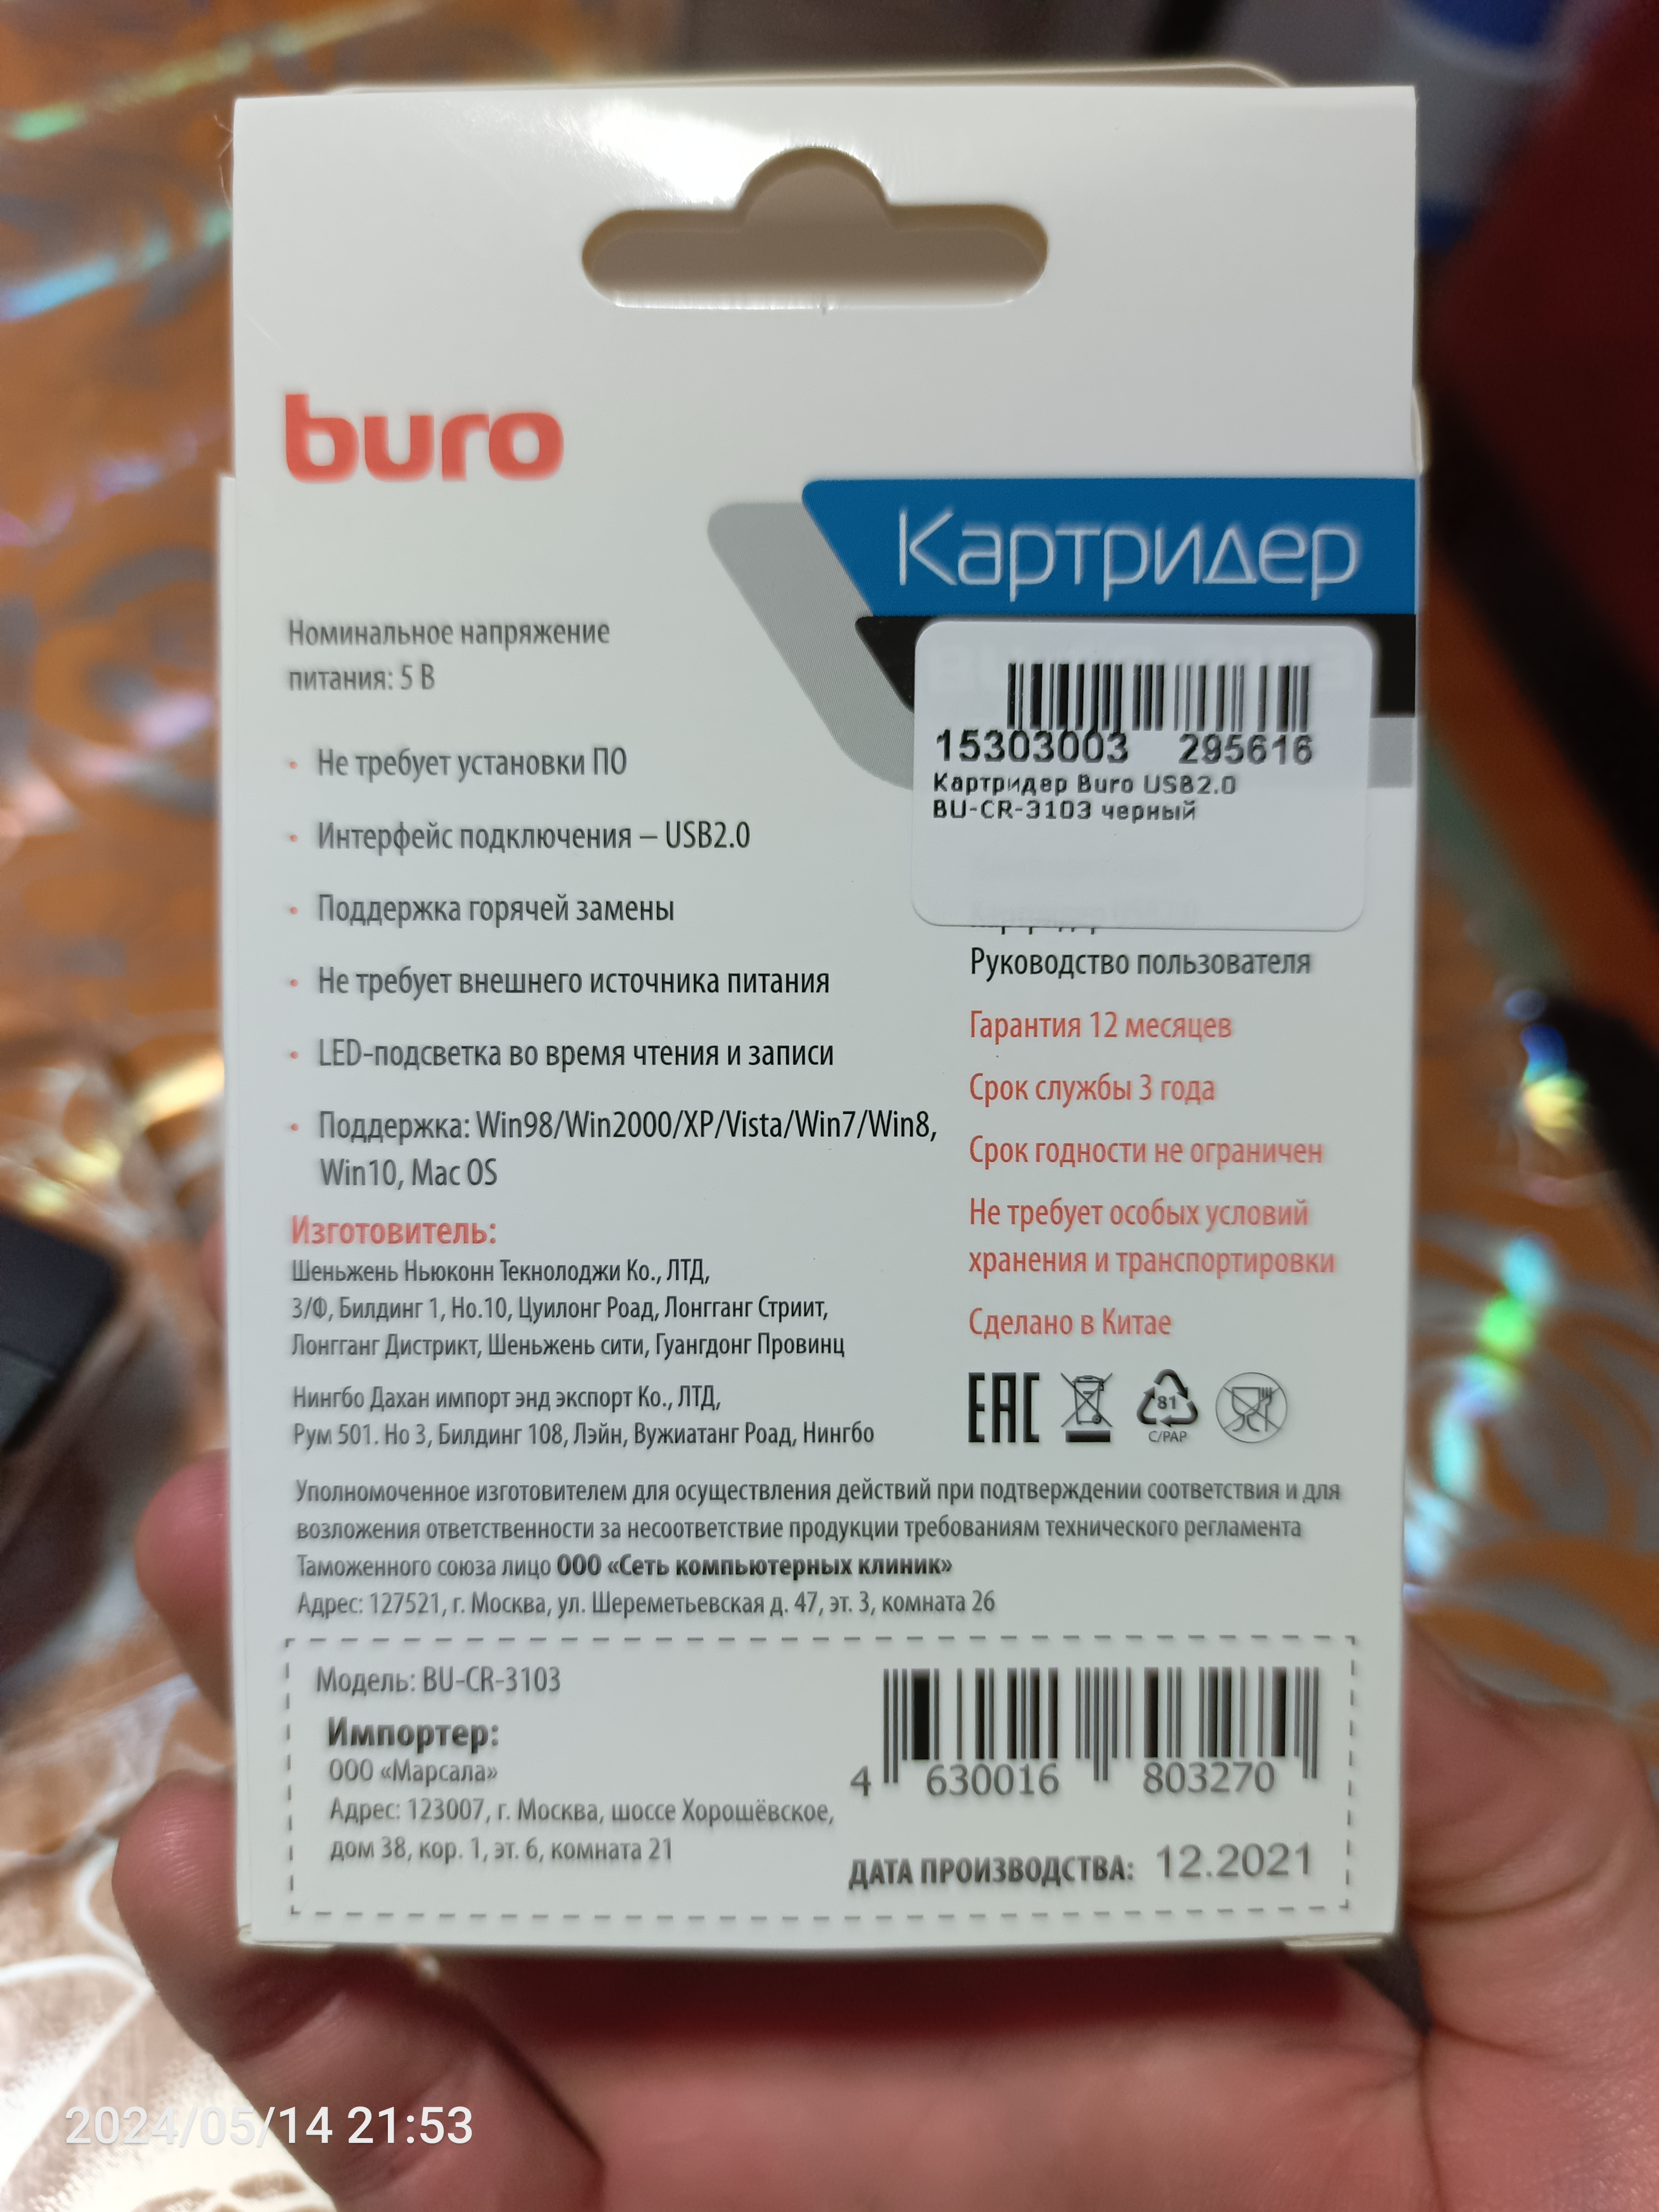 buro
Картридер
Номинальное напряжение
питания: 5 В
15303003 295616
Картридер Buro USB2.0
BU-CR-3103 черный
• Не требует установки ПО
• Интерфейс подключения – USB2.0
• Поддержка горячей замены
• Не требует внешнего источника питания
• LED-подсветка во время чтения и записи
• Поддержка: Win98/Win2000/XP/Vista/Win7/Win8,
Win10, Mac OS
Руководство пользователя
Гарантия 12 месяцев
Срок службы 3 года
Срок годности не ограничен
Не требует особых условий
хранения и транспортировки
Сделано в Китае
Изготовитель:
Шеньжень Ньюконн Текнолоджи Ко., ЛТД,
3/Ф, Билдинг 1, Но.10, Цуилонг Роад, Лонгганг Стриит,
Лонгганг Дистрикт, Шеньжень сити, Гуангдонг Провинц
Нингбо Дахан импорт энд экспорт Ко., ЛТД,
Рум 501. Но 3, Билдинг 108, Лэйн, Вужиатанг Роад, Нингбо
EAC
81
C/PAP
Уполномоченное изготовителем для осуществления действий при подтверждении соответствия и для
возложения ответственности за несоответствие продукции требованиям технического регламента
Таможенного союза лицо ООО «Сеть компьютерных клиник»
Адрес: 127521, г. Москва, ул. Шереметьевская д. 47, эт. 3, комната 26
Модель: BU-CR-3103
Импортер:
ООО «Марсала»
Адрес: 123007, г. Москва, шоссе Хорошёвское,
дом 38, кор. 1, эт. 6, комната 21
4 630016 803270
ДАТА ПРОИЗВОДСТВА: 12.2021
2024/05/14 21:53